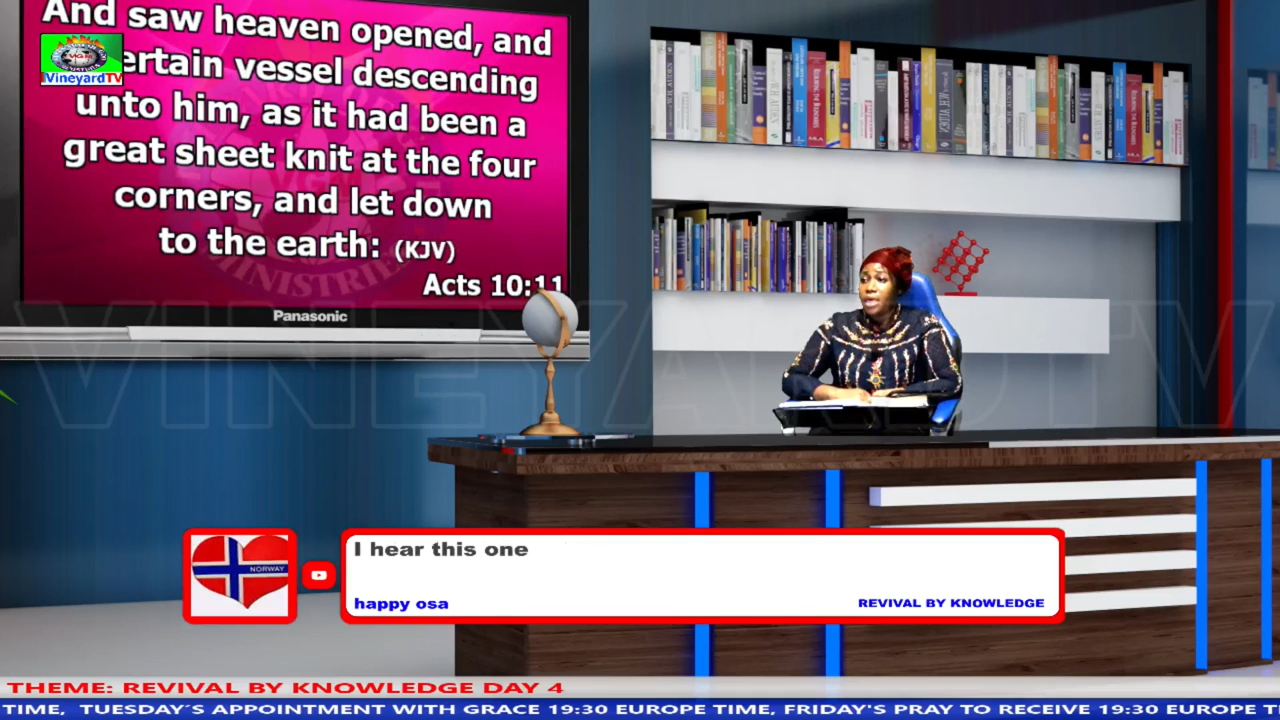 And saw heaven opened, and
ertain vessel descending
unto him, as it had been a
great sheet knit at the four
corners, and let down
to the earth: (KJV)
Acts 10:11
VineyardTV
MINISTRIES
Panasonic
VINEYARDTV
NORWAY
I hear this one
happy osa
REVIVAL BY KNOWLEDGE
THEME: REVIVAL BY KNOWLEDGE DAY 4
TIME, TUESDAY´S APPOINTMENT WITH GRACE 19:30 EUROPE TIME, FRIDAY'S PRAY TO RECEIVE 19:30 EUROPE TI